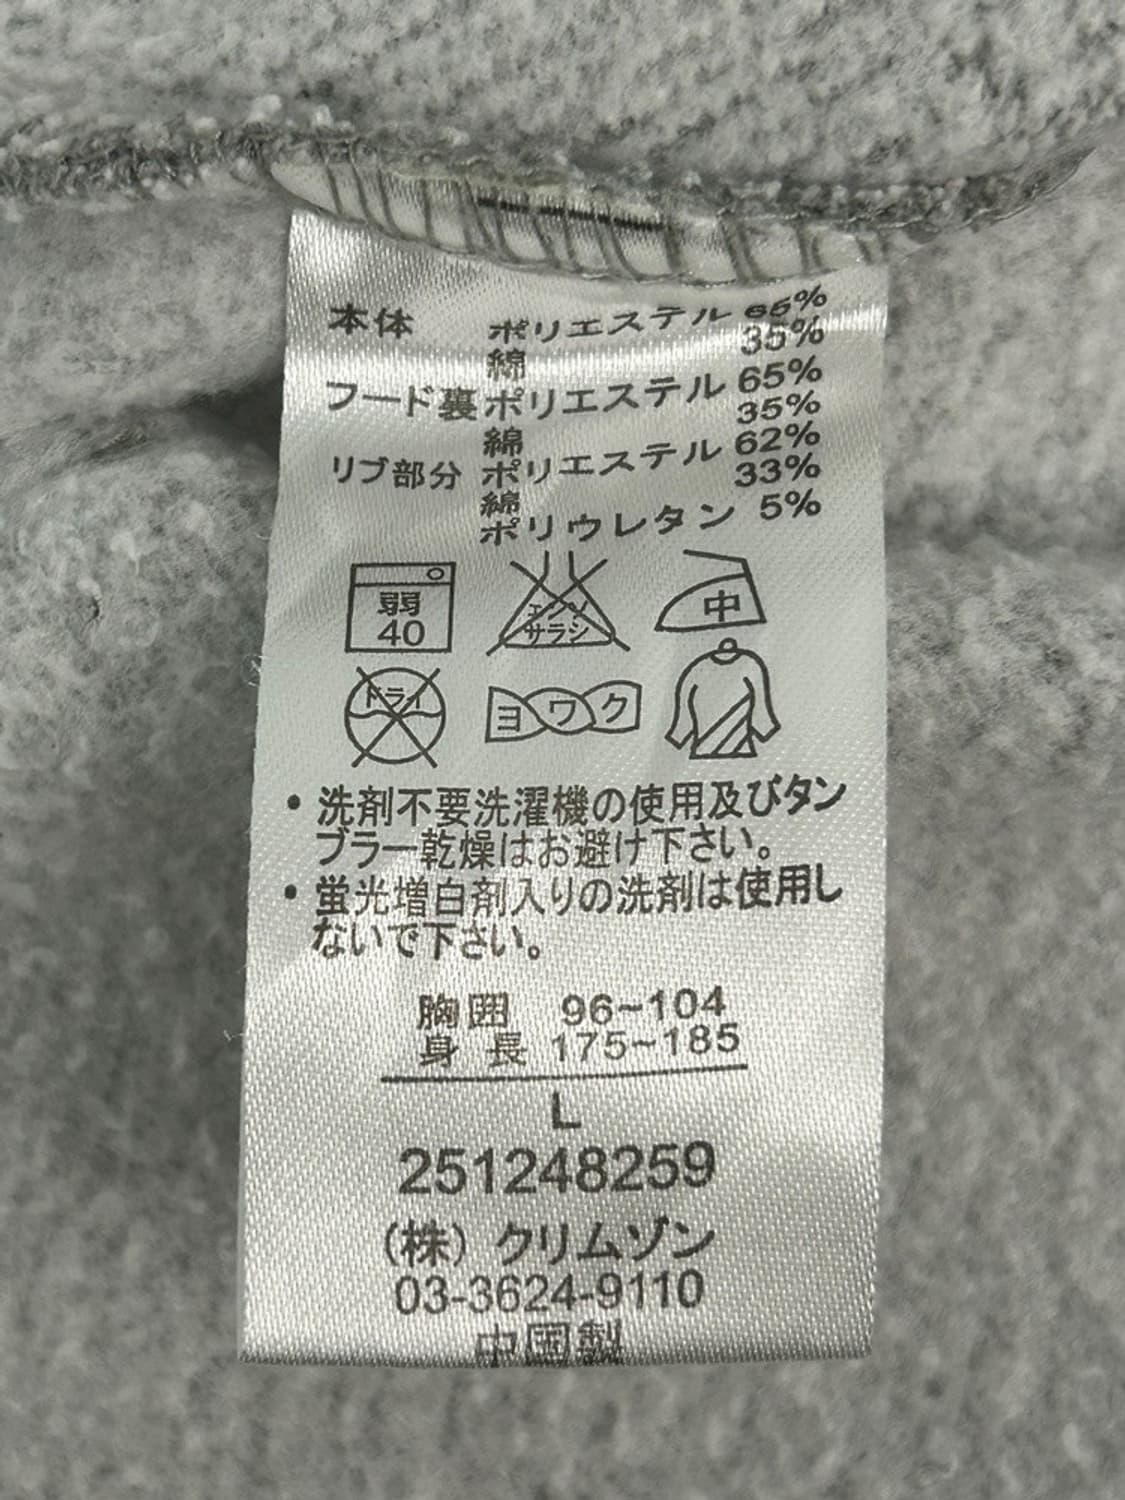 本体 ポリエステル 65%
綿 35%
フード裏 ポリエステル 65%
綿 35%
リブ部分 ポリエステル 62%
綿 33%
ポリウレタン 5%
弱 エンソ 中
40 サラシ
ドライ ヨワク
・洗剤不要洗濯機の使用及びタン
ブラー乾燥はお避け下さい。
・蛍光増白剤入りの洗剤は使用し
ないで下さい。
胸囲 96~104
身長 175~185
L
251248259
(株) クリムゾン
03-3624-9110
中国製